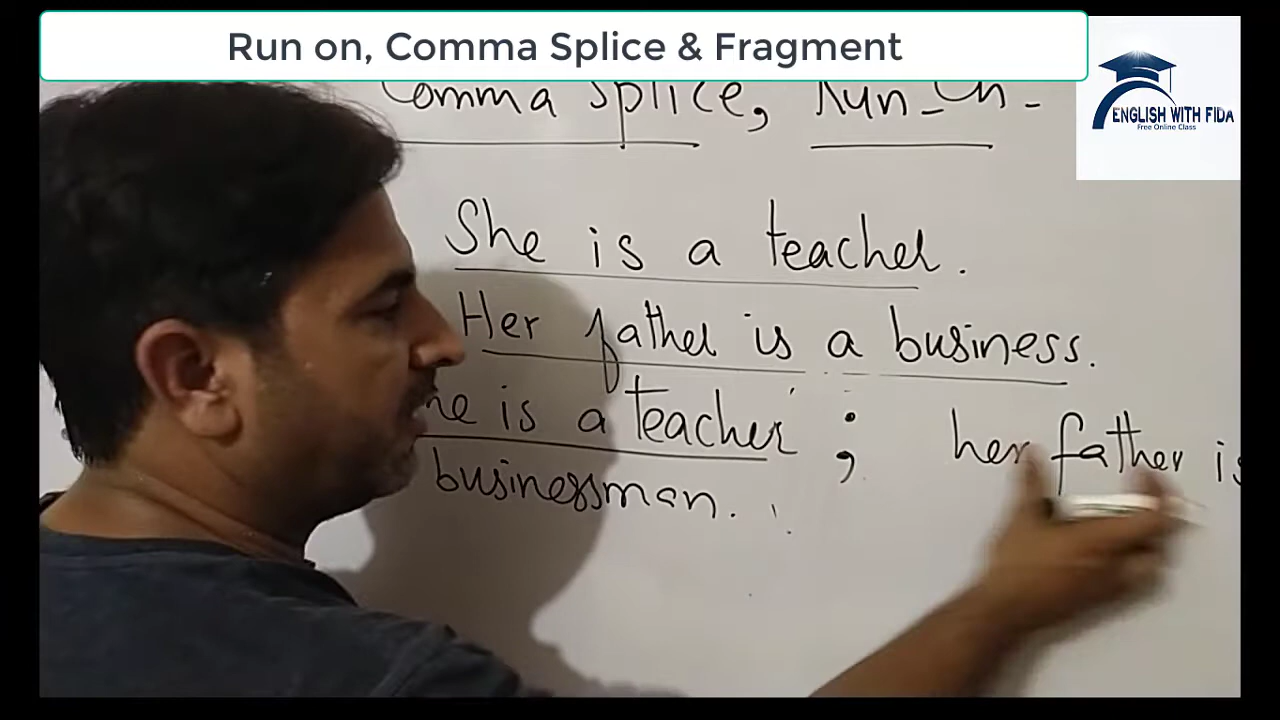 Run on, Comma Splice & Fragment
ENGLISH WITH FIDA
Free Online Class
Comma Splice, Run-On-
She is a teacher.
Her father is a business.
he is a teacher ; her father is
businessman.